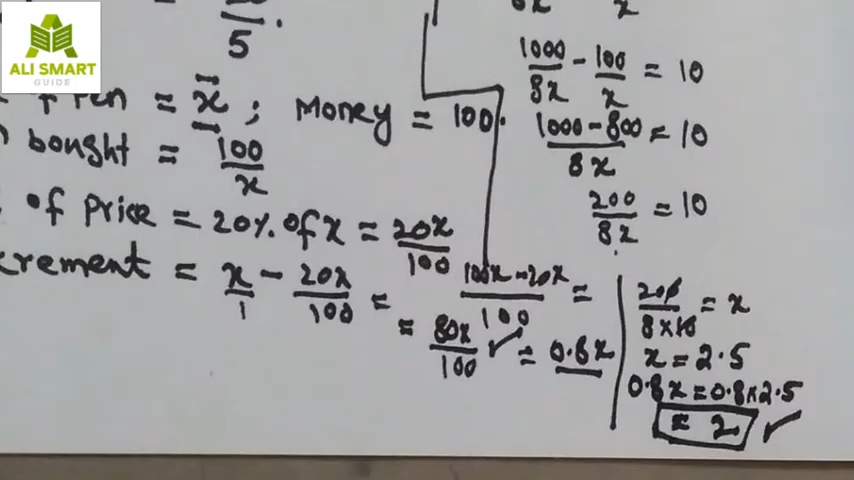 ALI SMART
GUIDE
5.
= x; Money = 100.
bought = 100/x
of Price = 20% of x = 20x/100
crement = x/1 - 20x/100 =
100x - 20x/100 =
= 80x/100 ✓ = 0.8x
x
1000/8x - 100/x = 10
1000-800/8x = 10
200/8x = 10
200/8×10 = x
x = 2.5
0.8x = 0.8×2.5
= 2 ✓